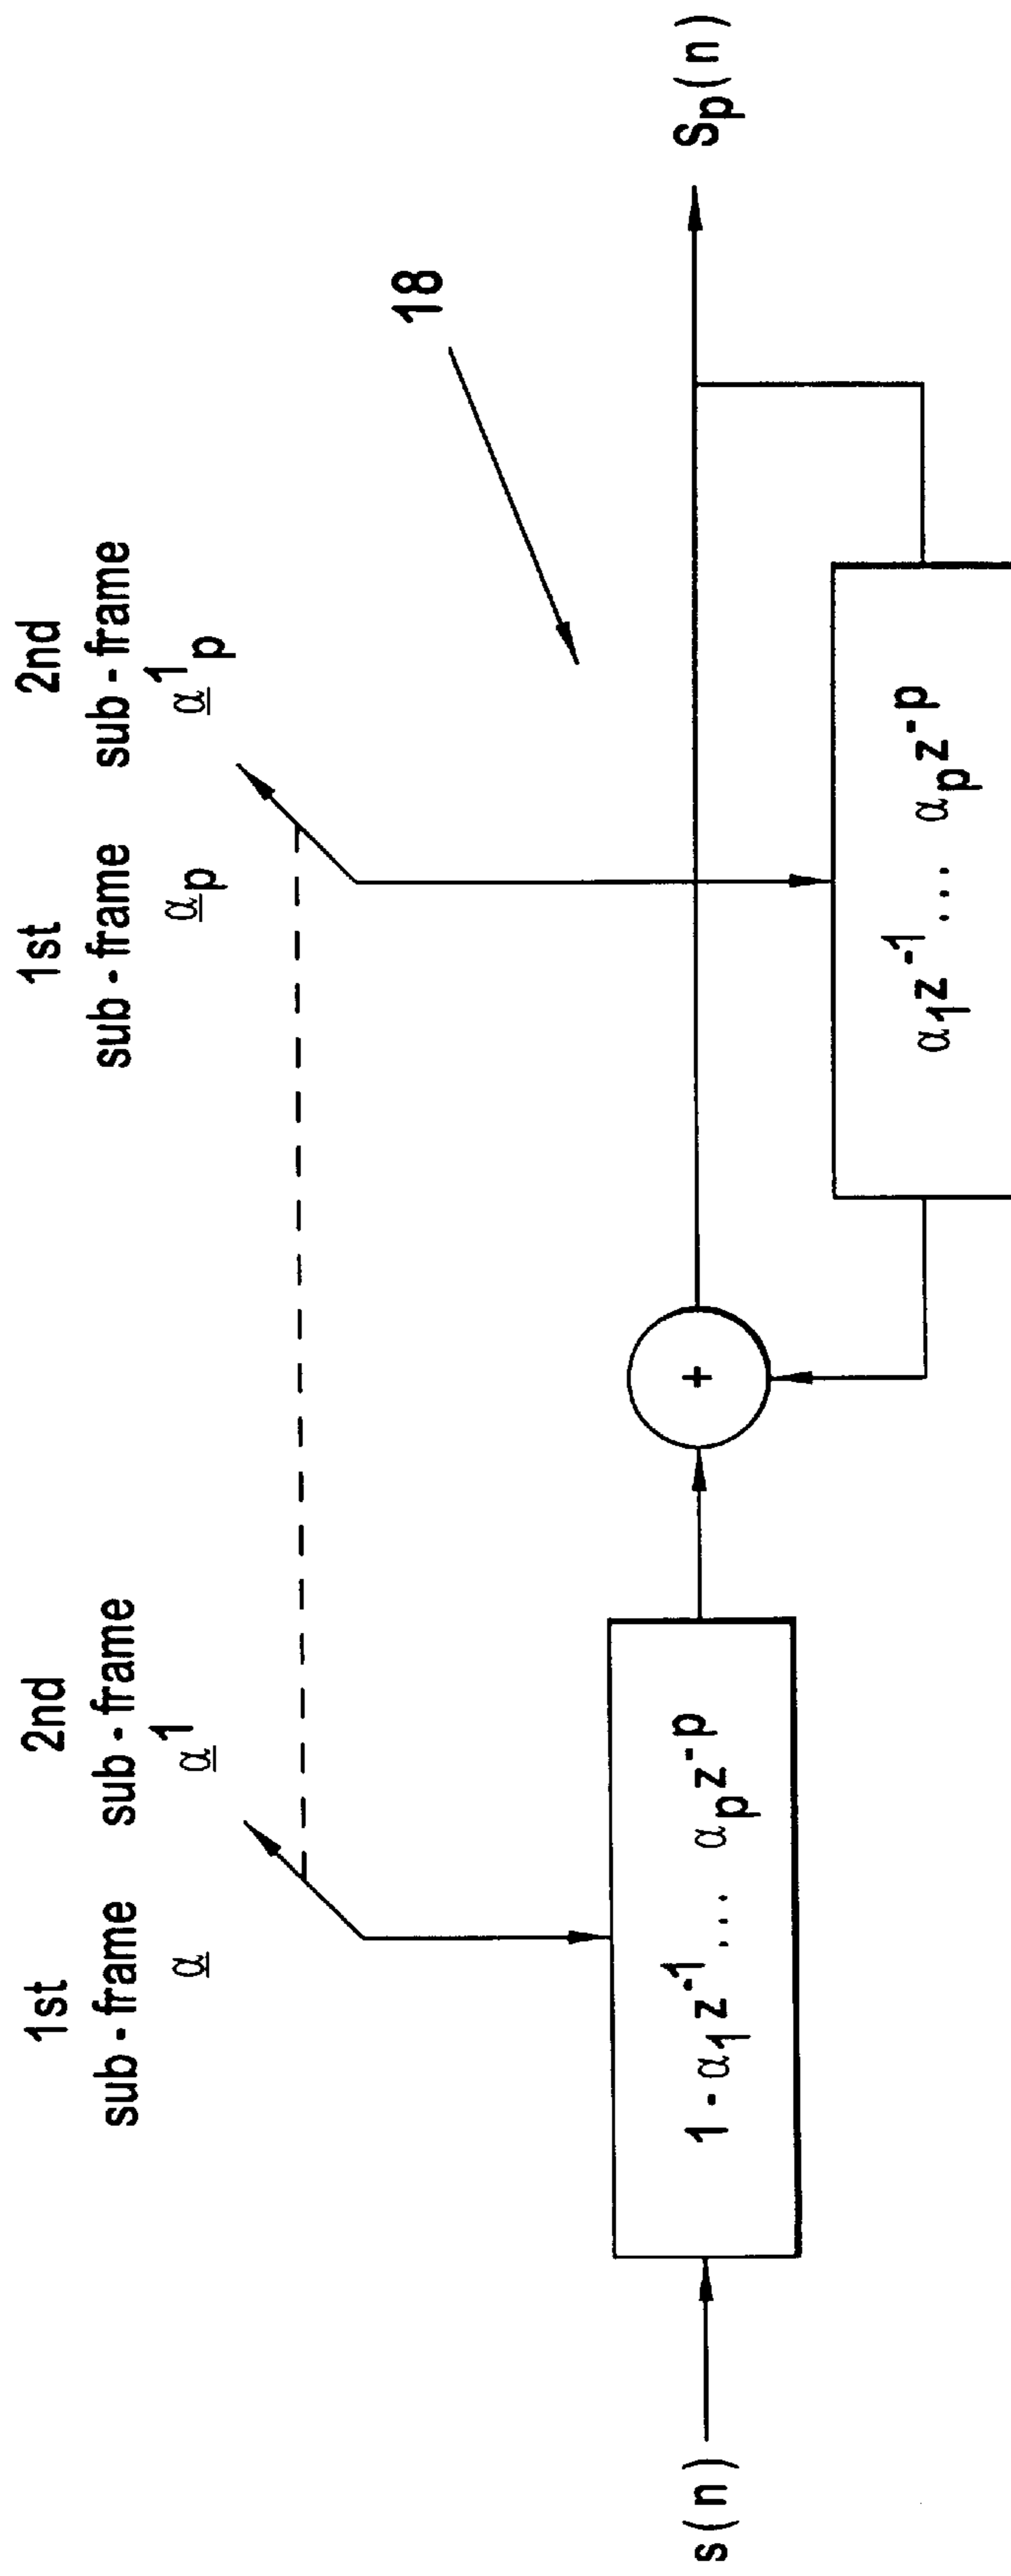 1st
sub-frame
α
2nd
sub-frame
α¹
1st
sub-frame
αp
2nd
sub-frame
α¹p
18
s(n)
1 - α₁z⁻¹ ... αpz⁻p
+
α₁z⁻¹ ... αpz⁻p
Sp(n)